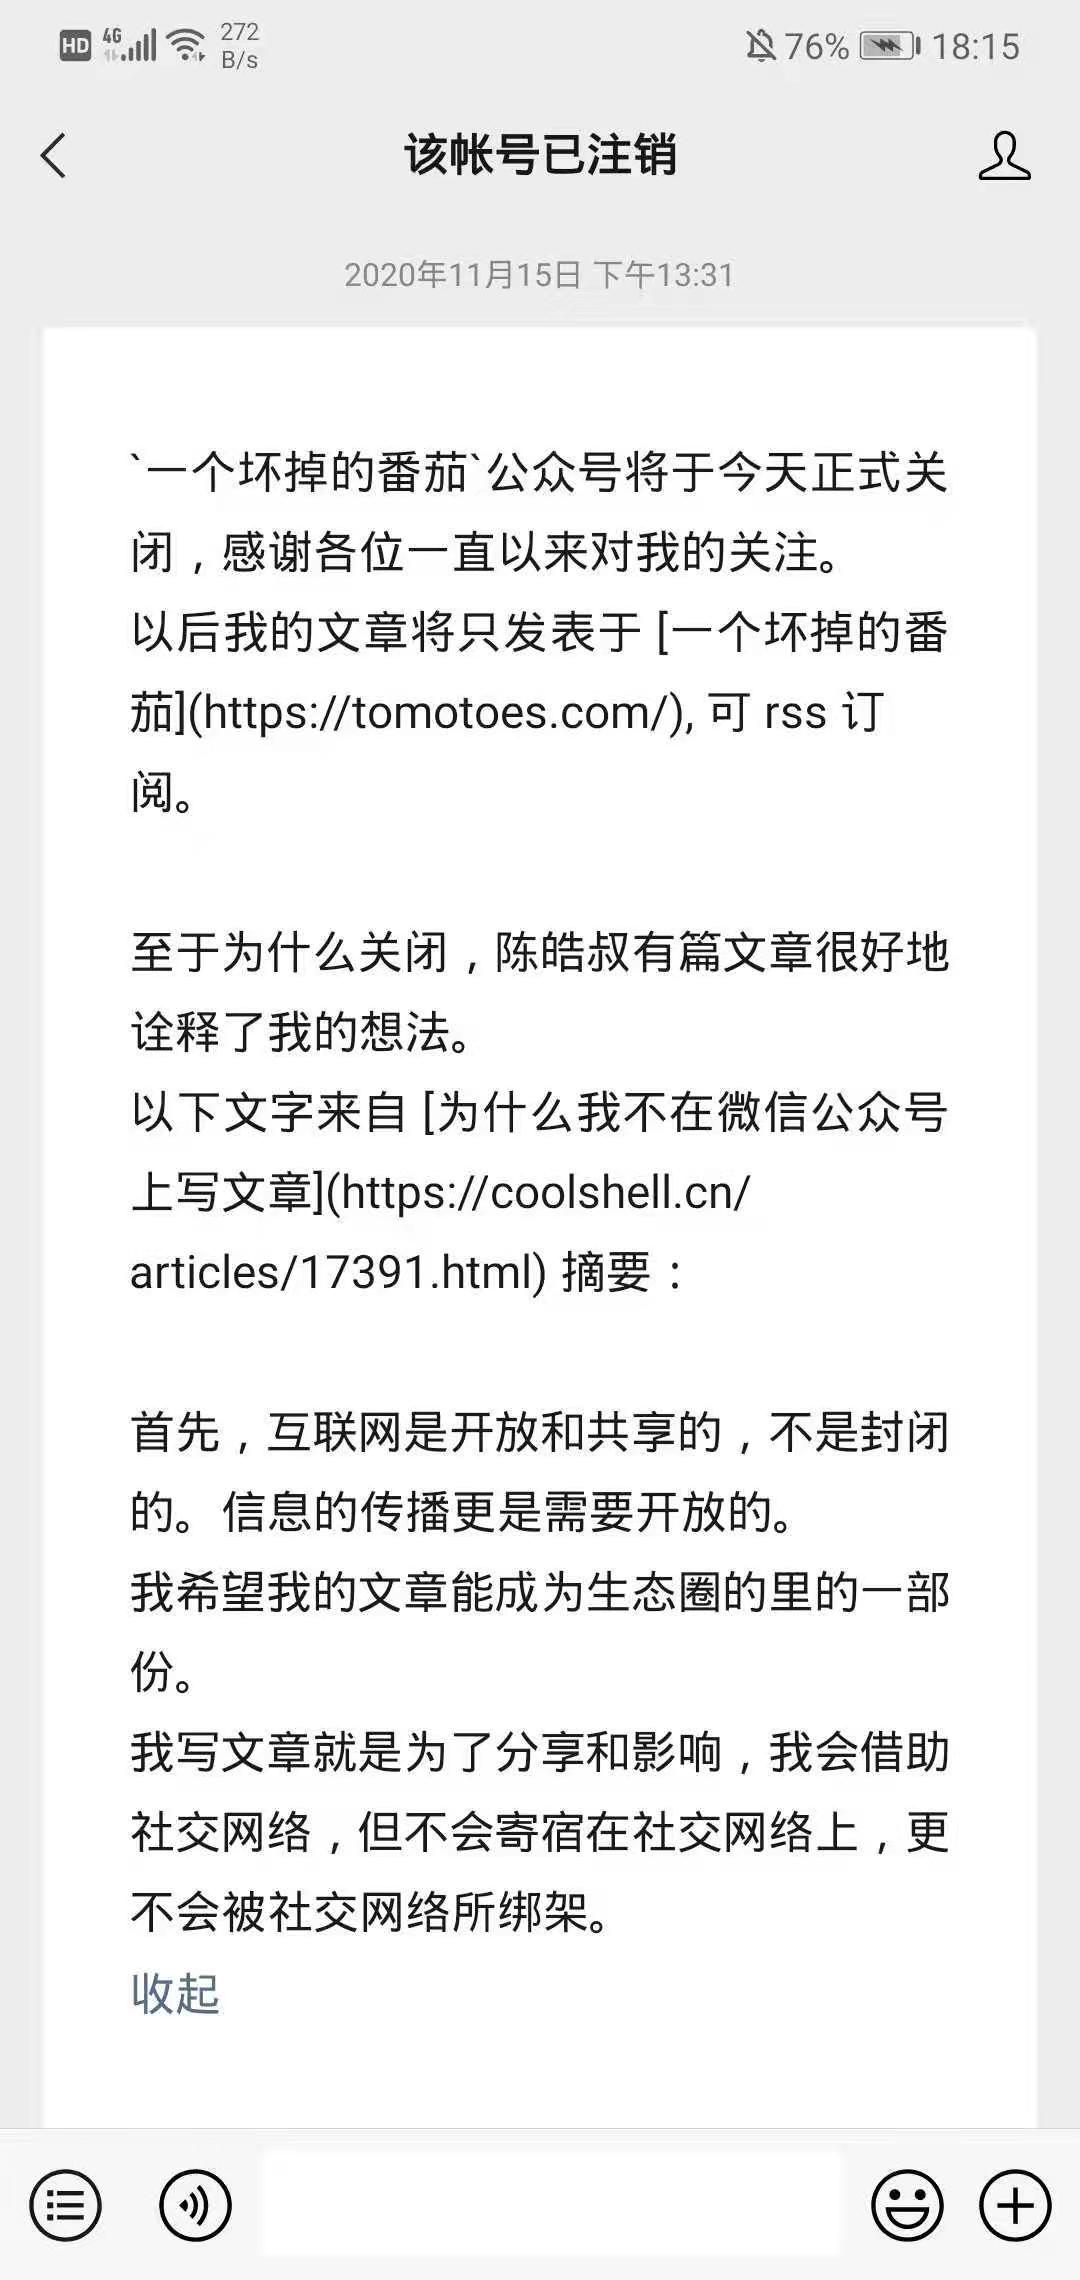 HD 4G 272 B/s 76% 18:15
该帐号已注销
2020年11月15日 下午13:31
`一个坏掉的番茄`公众号将于今天正式关
闭，感谢各位一直以来对我的关注。
以后我的文章将只发表于 [一个坏掉的番
茄](https://tomotoes.com/), 可 rss 订
阅。
至于为什么关闭，陈皓叔有篇文章很好地
诠释了我的想法。
以下文字来自 [为什么我不在微信公众号
上写文章](https://coolshell.cn/
articles/17391.html) 摘要：
首先，互联网是开放和共享的，不是封闭
的。信息的传播更是需要开放的。
我希望我的文章能成为生态圈的里的一部
份。
我写文章就是为了分享和影响，我会借助
社交网络，但不会寄宿在社交网络上，更
不会被社交网络所绑架。
收起